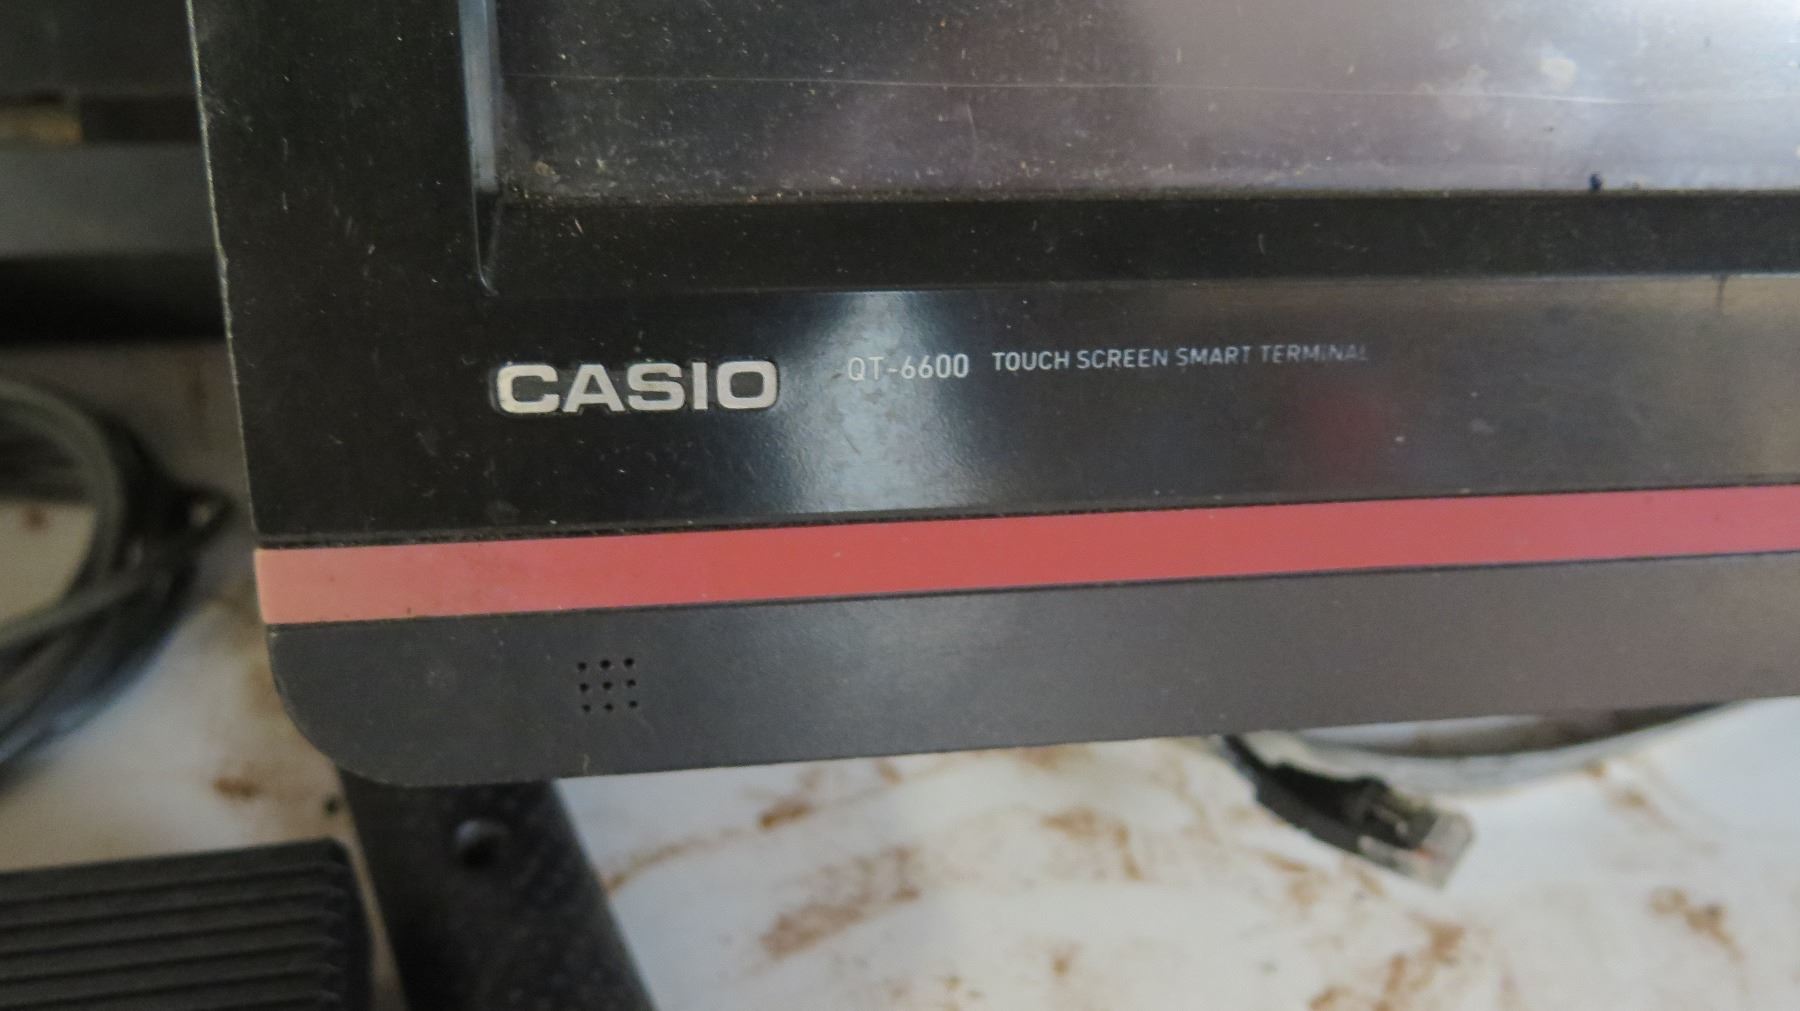 CASIO QT-6600 TOUCH SCREEN SMART TERMINAL